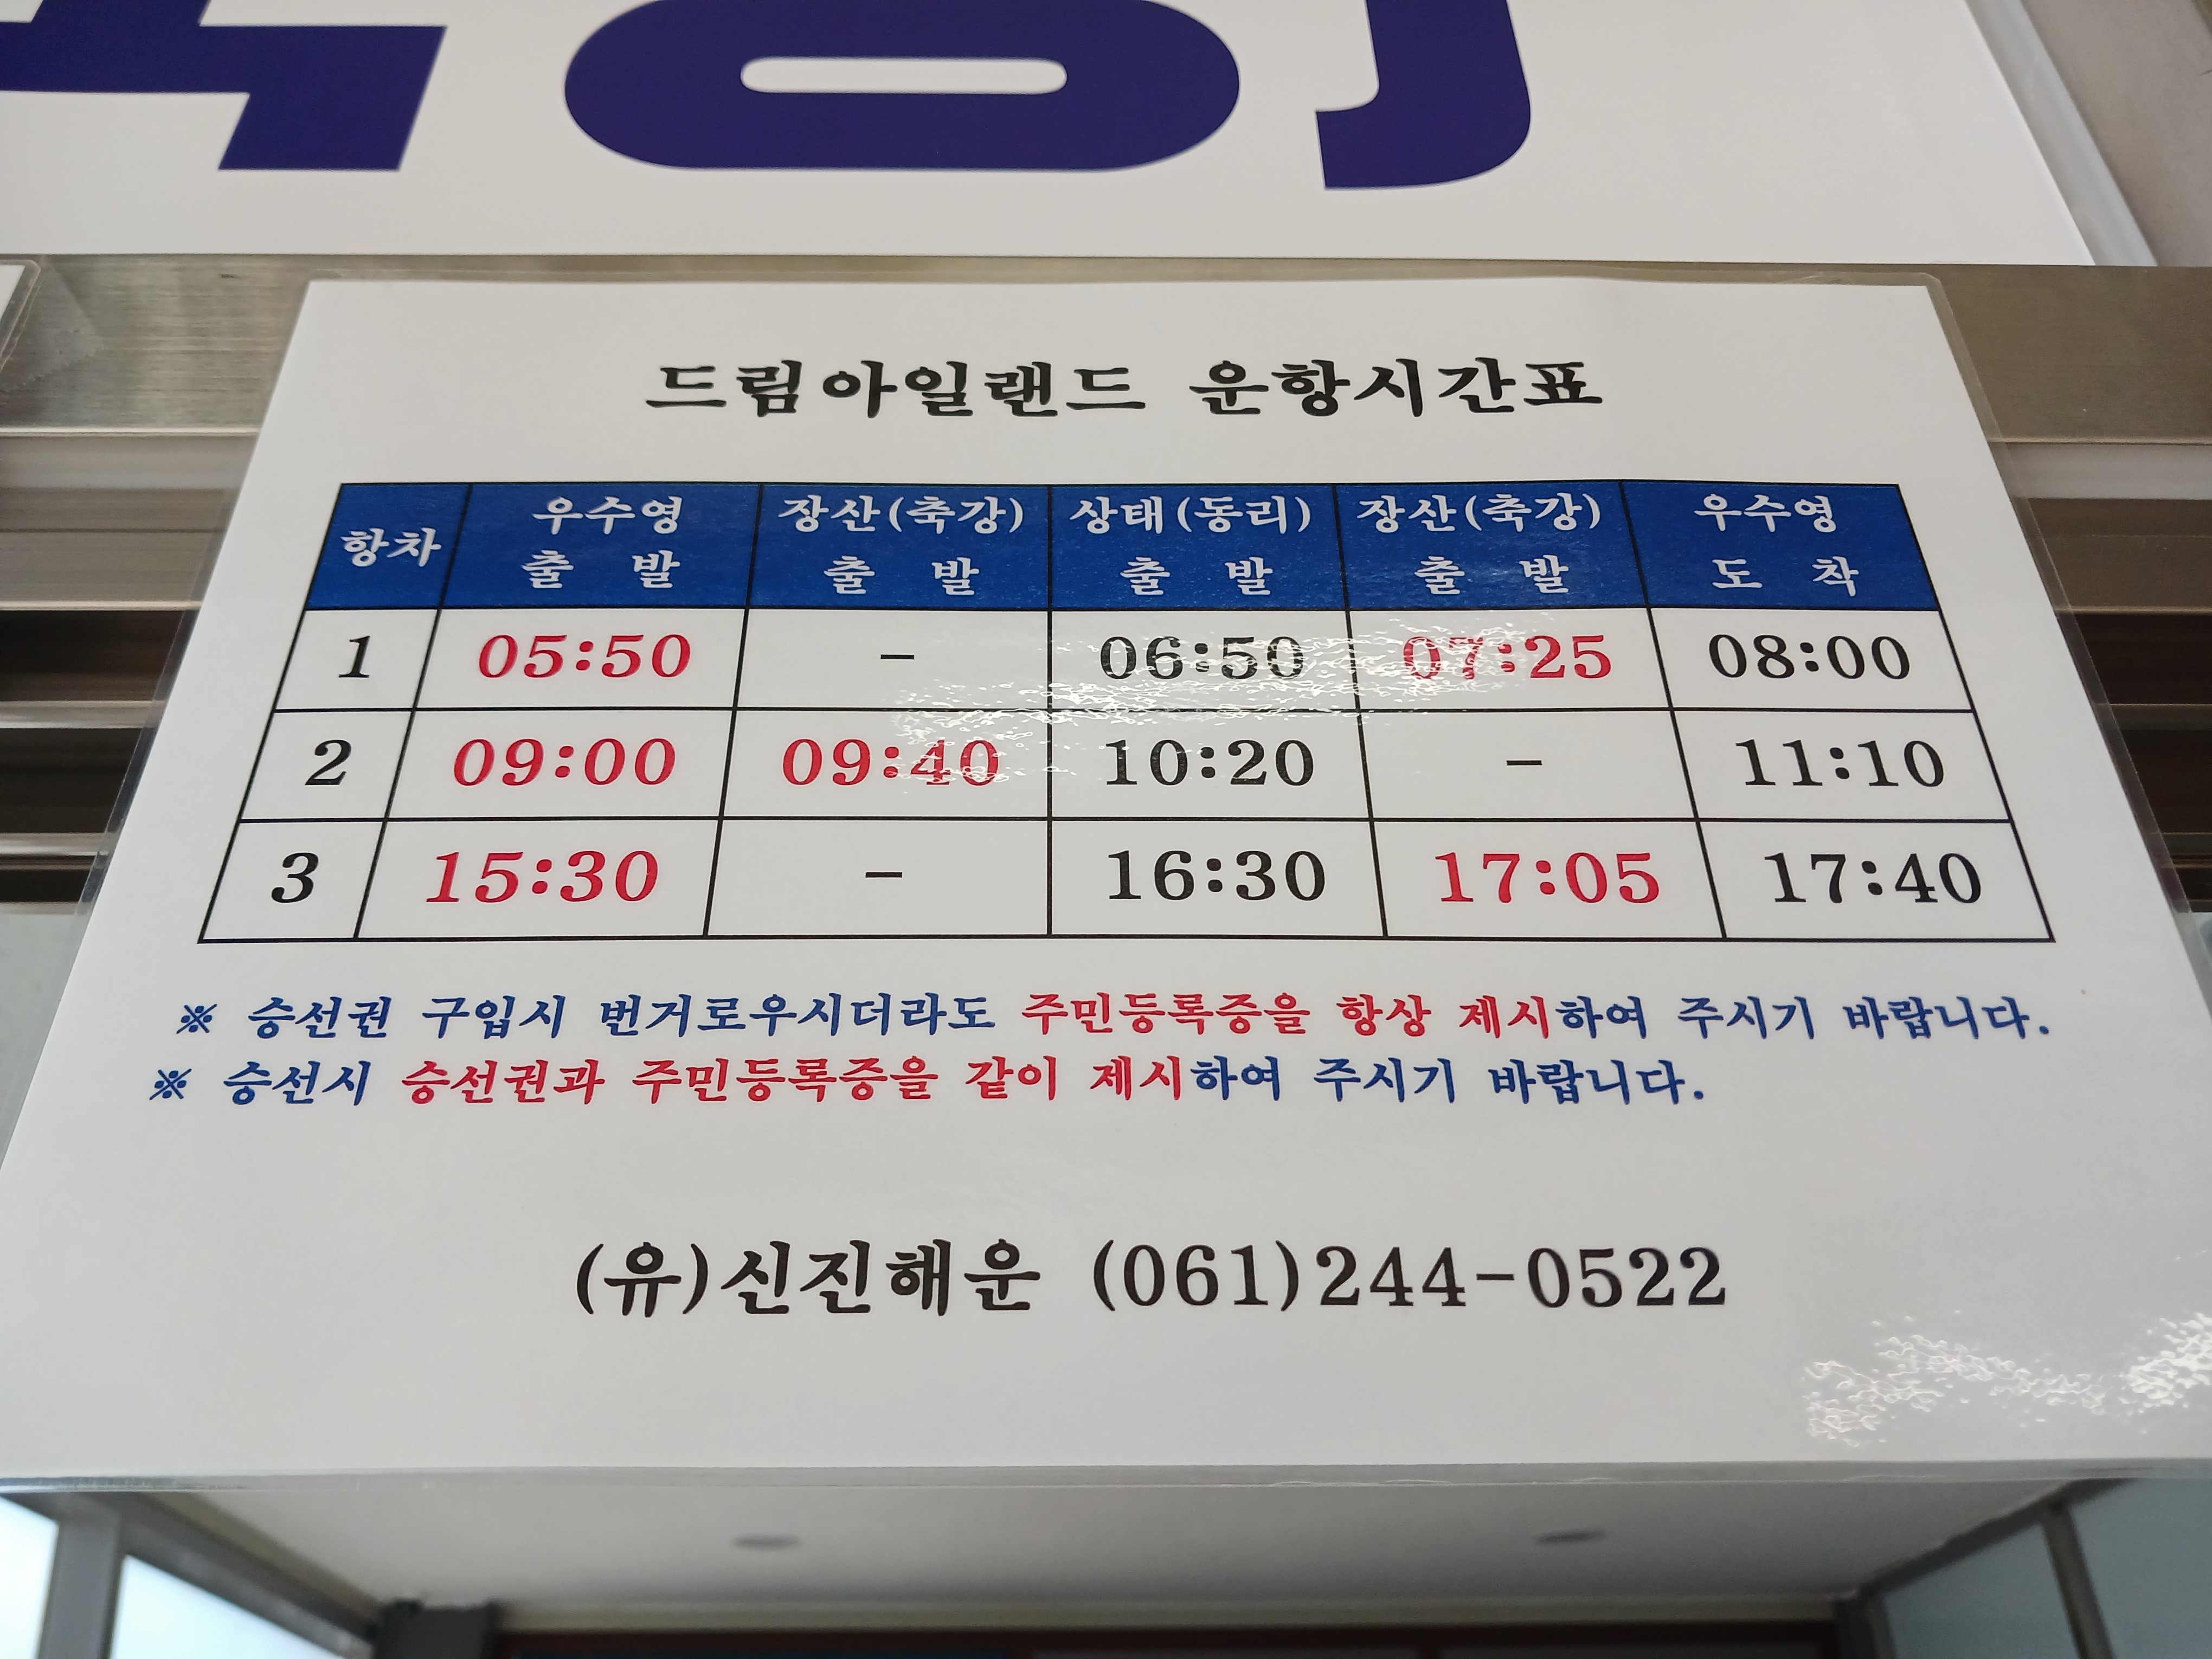 드림아일랜드 운항시간표
항차 우수영 출 발 장산(축강) 출 발 상태(동리) 출 발 장산(축강) 출 발 우수영 도 착
1 05:50 - 06:50 07:25 08:00
2 09:00 09:40 10:20 - 11:10
3 15:30 - 16:30 17:05 17:40
※ 승선권 구입시 번거로우시더라도 주민등록증을 항상 제시하여 주시기 바랍니다.
※ 승선시 승선권과 주민등록증을 같이 제시하여 주시기 바랍니다.
(유)신진해운 (061)244-0522